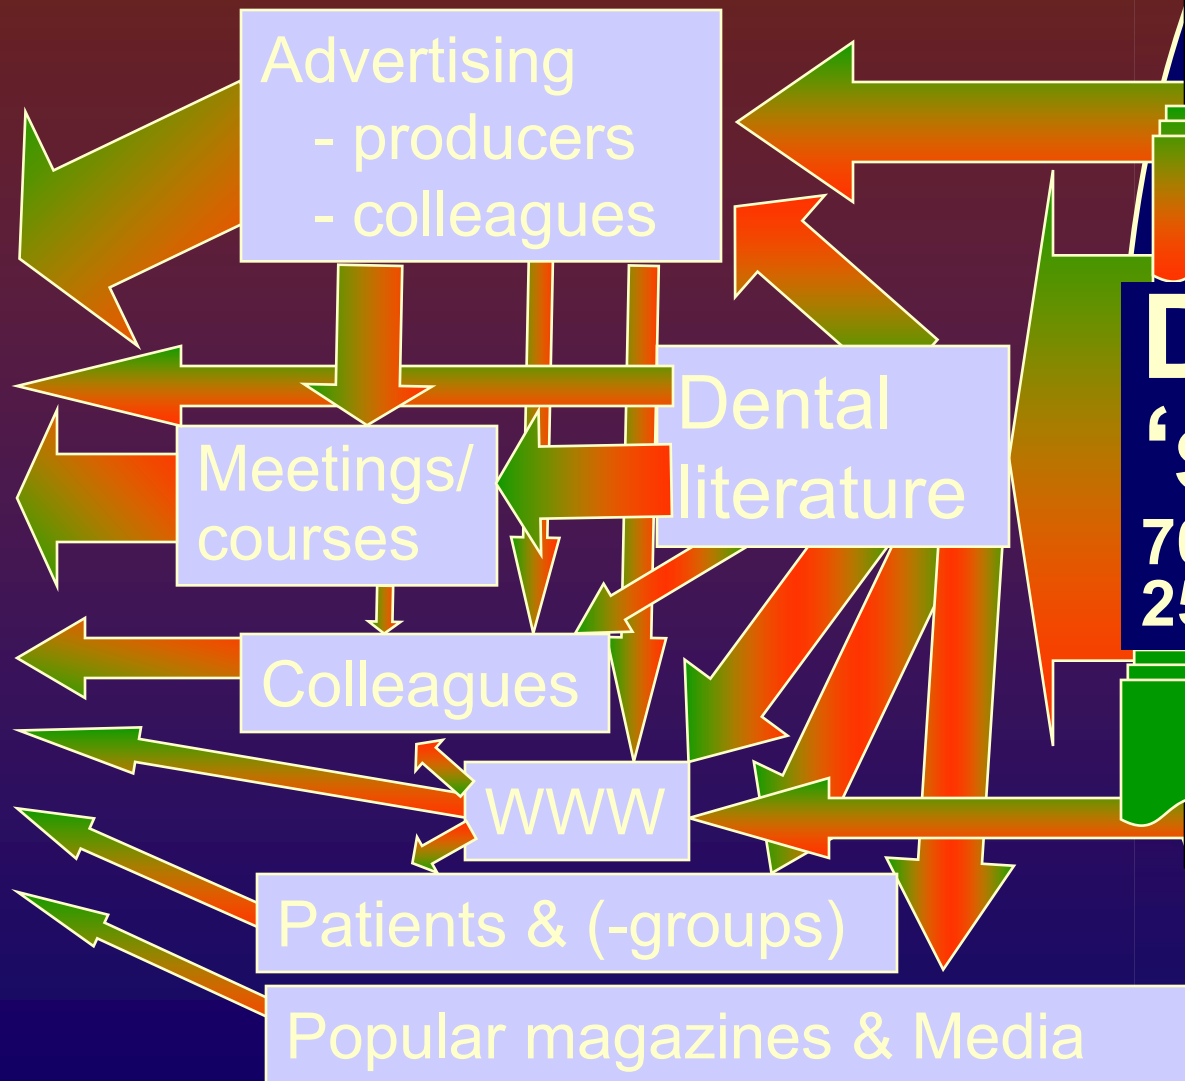 Advertising
- producers
- colleagues
Dental
literature
Meetings/
courses
Colleagues
WWW
Patients & (-groups)
Popular magazines & Media